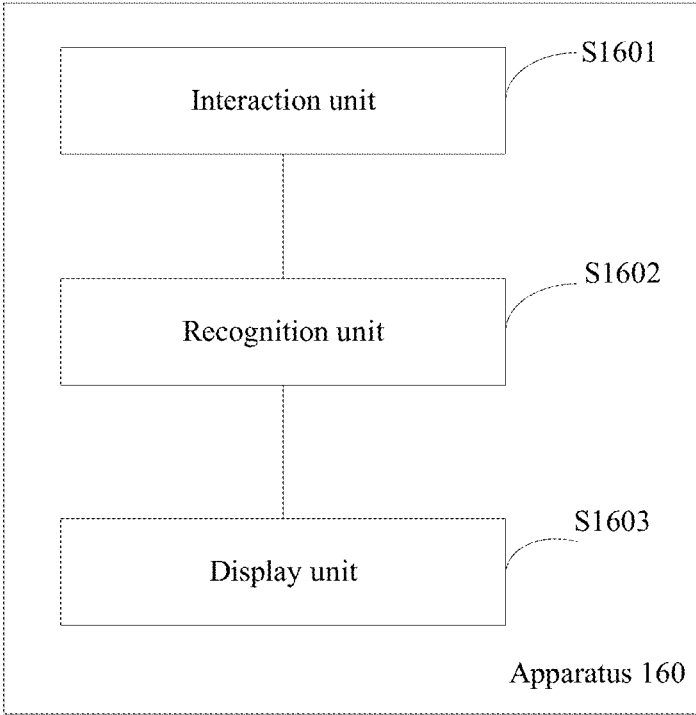 S1601
Interaction unit
S1602
Recognition unit
S1603
Display unit
Apparatus 160